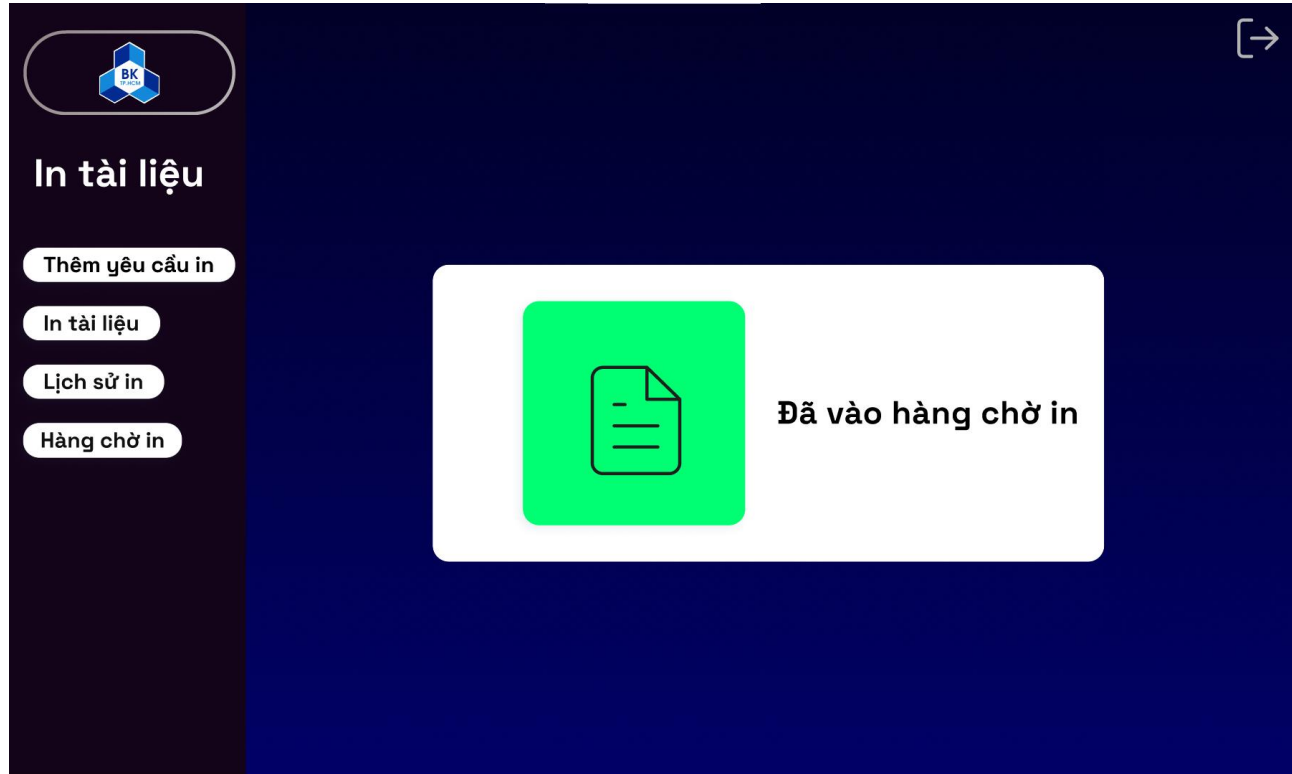 BK
TP.HCM
In tài liệu
Thêm yêu cầu in
In tài liệu
Lịch sử in
Hàng chờ in
Đã vào hàng chờ in